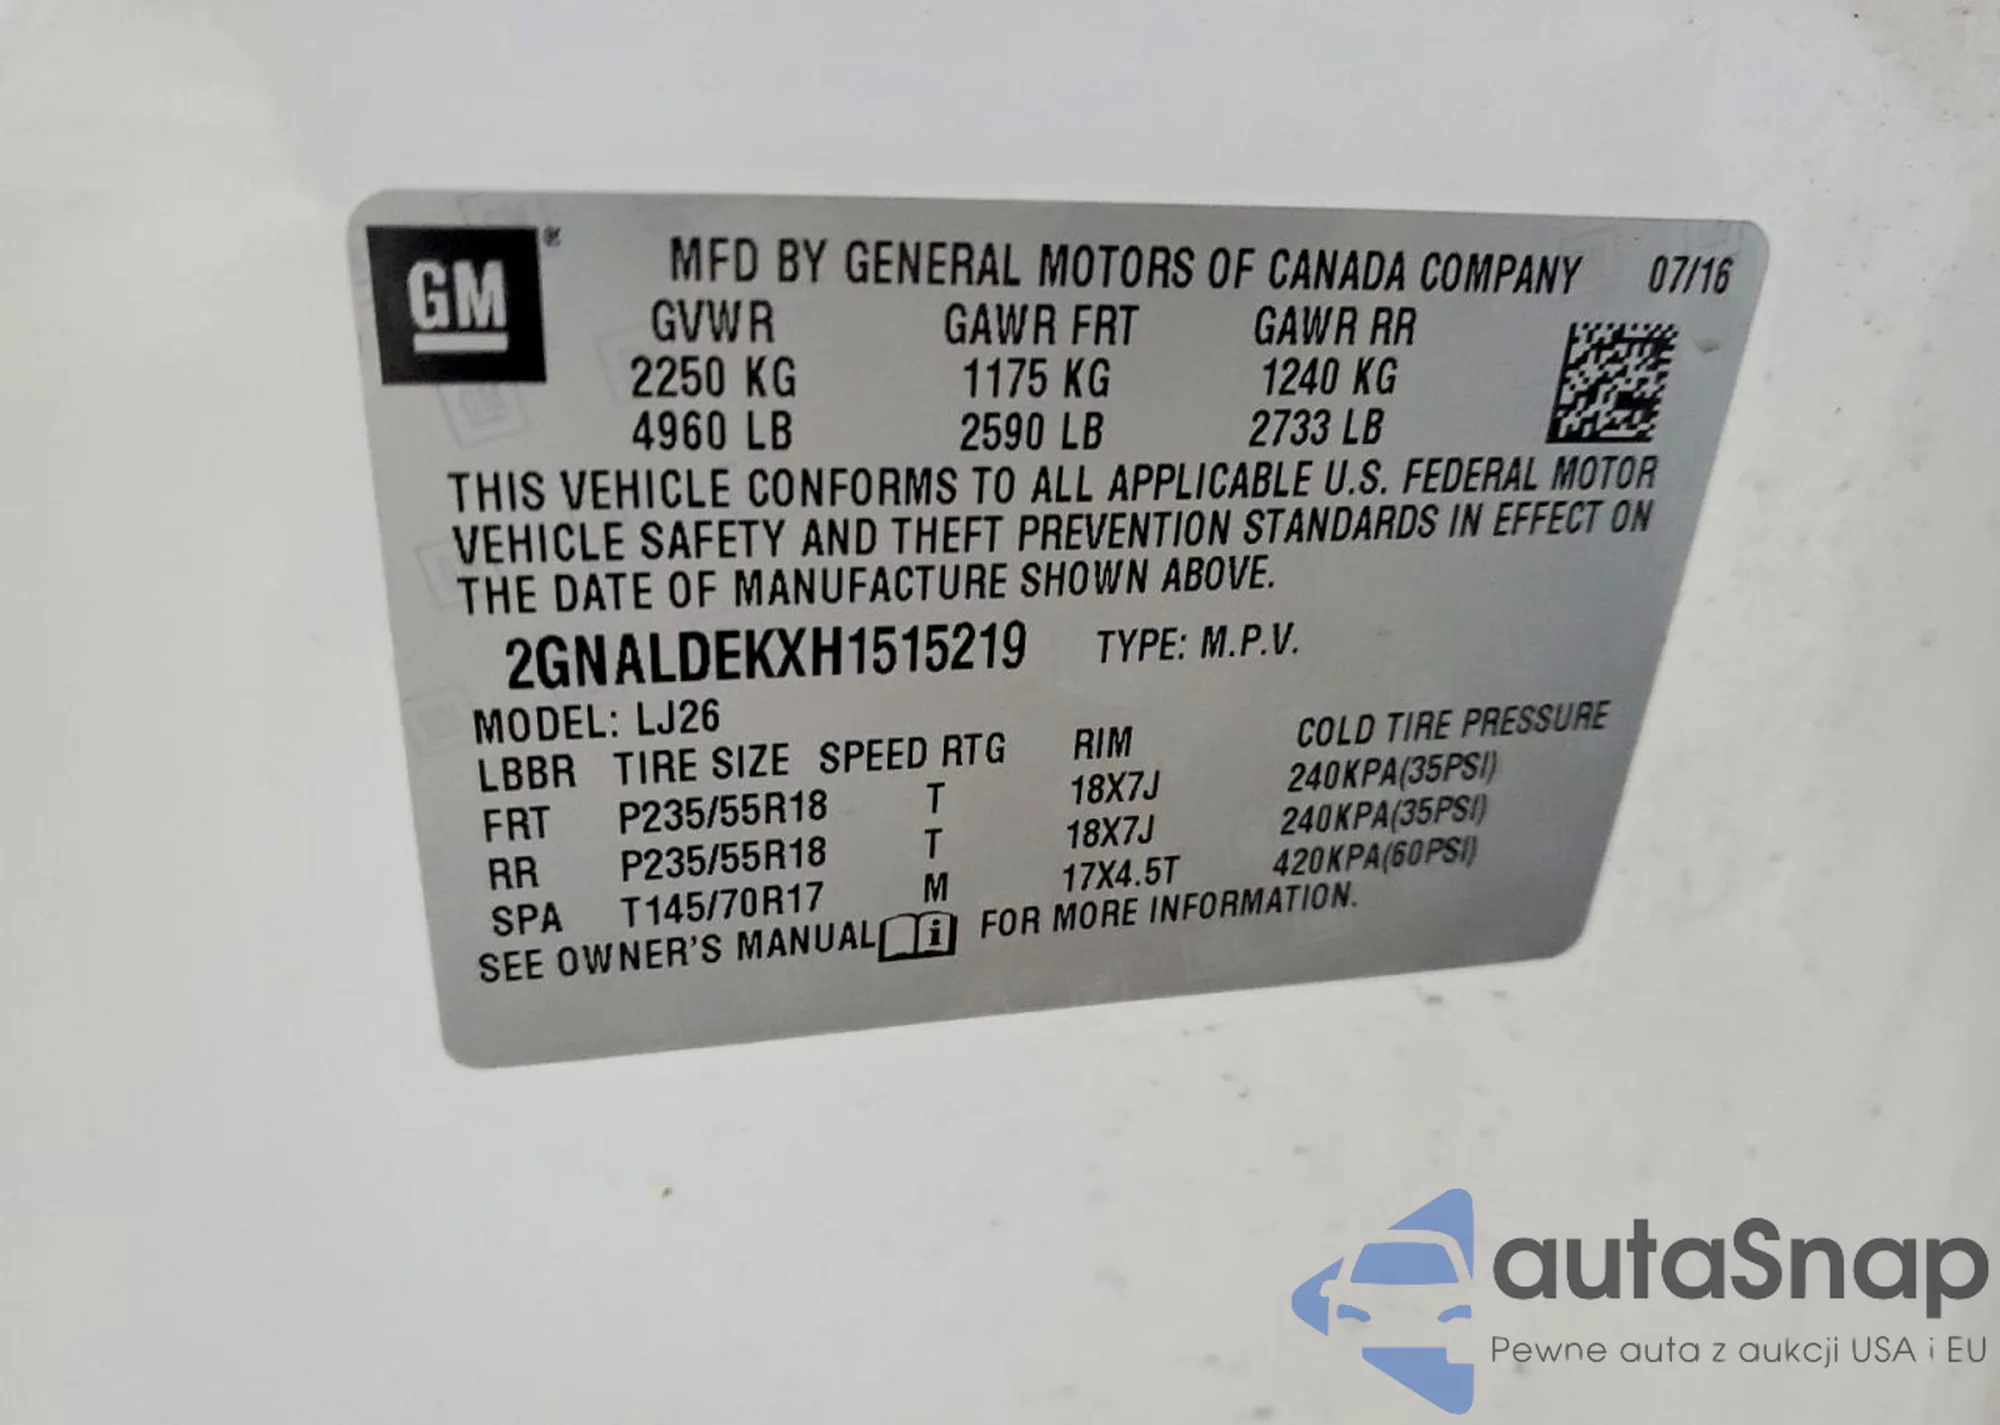 GM ®
MFD BY GENERAL MOTORS OF CANADA COMPANY 07/16
GVWR GAWR FRT GAWR RR
2250 KG 1175 KG 1240 KG
4960 LB 2590 LB 2733 LB
THIS VEHICLE CONFORMS TO ALL APPLICABLE U.S. FEDERAL MOTOR
VEHICLE SAFETY AND THEFT PREVENTION STANDARDS IN EFFECT ON
THE DATE OF MANUFACTURE SHOWN ABOVE.
2GNALDEKXH1515219 TYPE: M.P.V.
MODEL: LJ26
LBBR TIRE SIZE SPEED RTG RIM COLD TIRE PRESSURE
FRT P235/55R18 T 18X7J 240KPA(35PSI)
RR P235/55R18 T 18X7J 240KPA(35PSI)
SPA T145/70R17 M 17X4.5T 420KPA(60PSI)
SEE OWNER'S MANUAL i FOR MORE INFORMATION.
autaSnap
Pewne auta z aukcji USA i EU